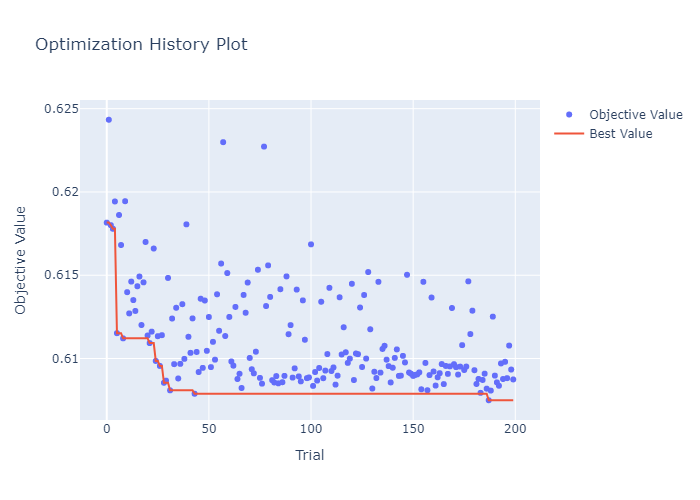 Optimization History Plot
0.625
0.62
0.615
0.61
0
50
100
150
200
Objective Value
Trial
Objective Value
Best Value